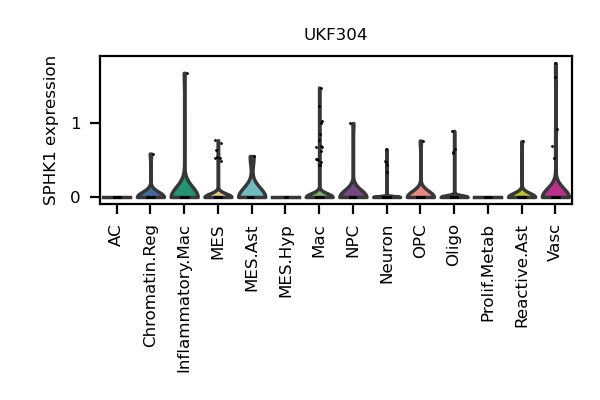 UKF304
SPHK1 expression
1
0
AC
Chromatin.Reg
Inflammatory.Mac
MES
MES.Ast
MES.Hyp
Mac
NPC
Neuron
OPC
Oligo
Prolif.Metab
Reactive.Ast
Vasc